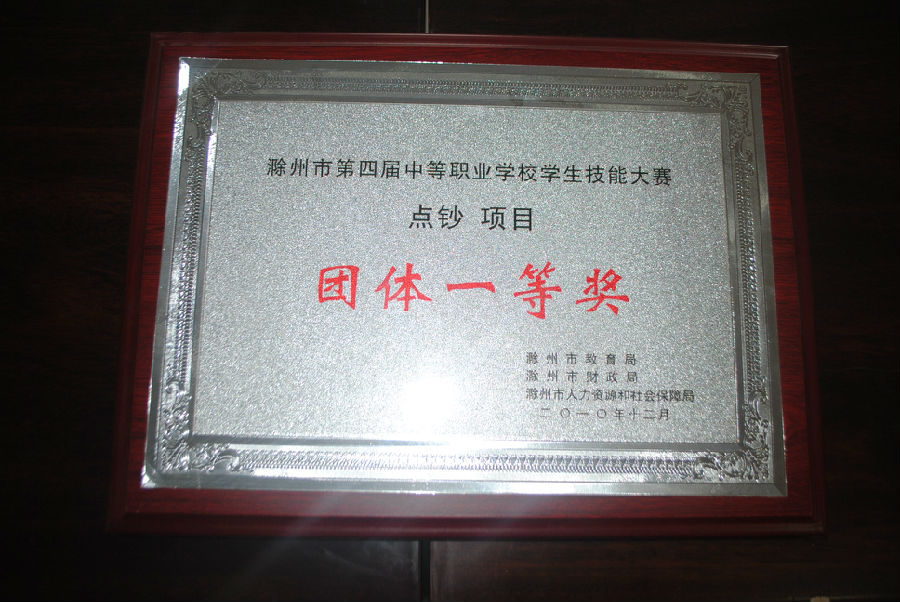 滁州市第四届中等职业学校学生技能大赛
点钞 项目
团体一等奖
滁州市教育局
滁州市财政局
滁州市人力资源和社会保障局
二〇一〇年十二月